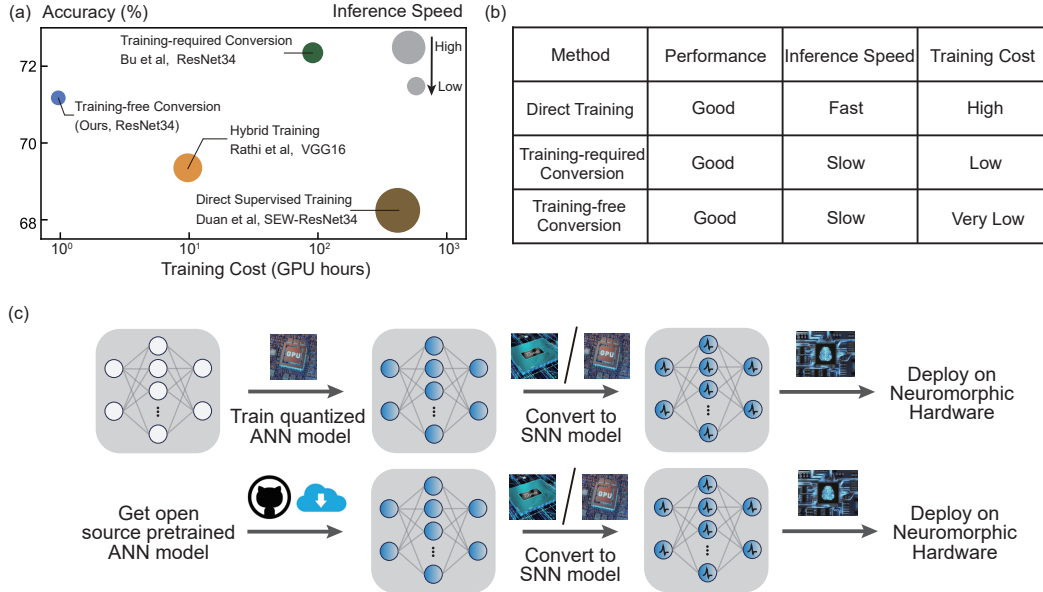 (a)
Accuracy (%)
Inference Speed
High
Low
Training-required Conversion
Bu et al, ResNet34
Training-free Conversion
(Ours, ResNet34)
Hybrid Training
Rathi et al, VGG16
Direct Supervised Training
Duan et al, SEW-ResNet34
72
70
68
10⁰
10¹
10²
10³
Training Cost (GPU hours)
(b)
Method
Performance
Inference Speed
Training Cost
Direct Training
Good
Fast
High
Training-required
Conversion
Good
Slow
Low
Training-free
Conversion
Good
Slow
Very Low
(c)
GPU
Train quantized
ANN model
GPU
Convert to
SNN model
Deploy on
Neuromorphic
Hardware
Get open
source pretrained
ANN model
GPU
Convert to
SNN model
Deploy on
Neuromorphic
Hardware